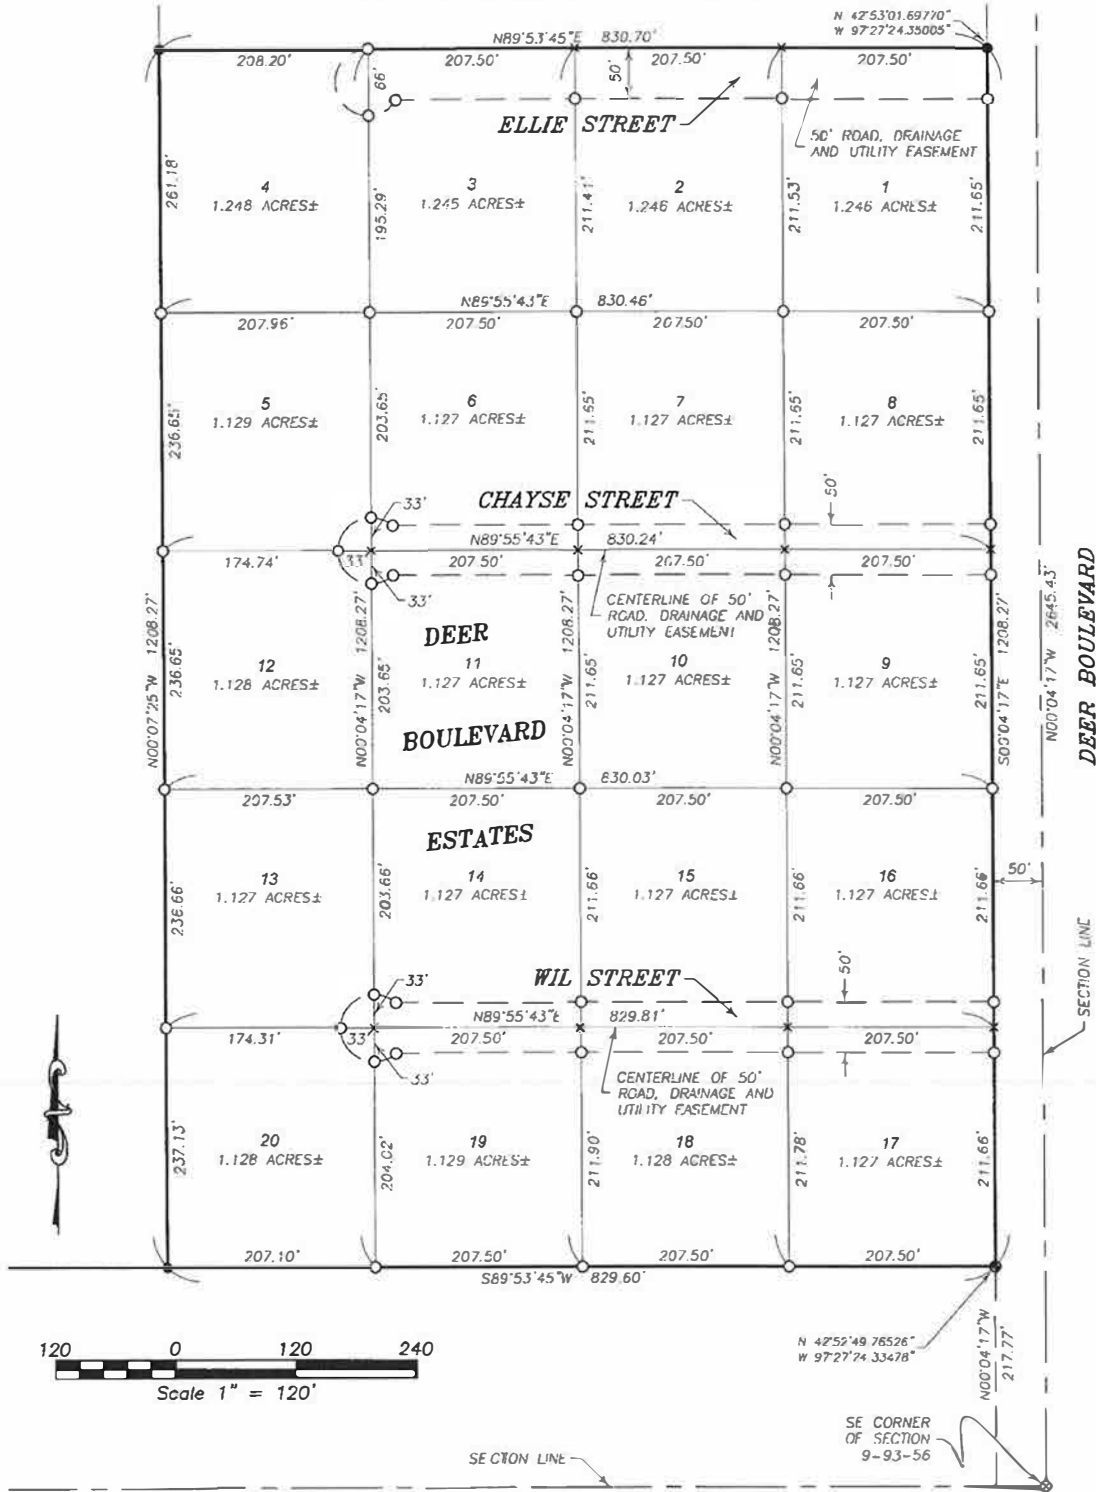 N 42°53'01.69770"
W 97°27'24.35005"
N89°53'45"E 830.70'
208.20' 207.50' 207.50' 207.50'
66'
50'
ELLIE STREET
50' ROAD, DRAINAGE
AND UTILITY EASEMENT
261.18'
195.29'
211.41'
211.53'
211.65'
4
1.248 ACRES±
3
1.245 ACRES±
2
1.246 ACRES±
1
1.246 ACRES±
N89°55'43"E 830.46'
207.96' 207.50' 207.50' 207.50'
236.65'
203.65'
211.65'
211.65'
211.65'
5
1.129 ACRES±
6
1.127 ACRES±
7
1.127 ACRES±
8
1.127 ACRES±
33'
CHAYSE STREET
50'
N89°55'43"E 830.24'
174.74' 33' 207.50' 207.50' 207.50'
33'
CENTERLINE OF 50'
ROAD, DRAINAGE AND
UTILITY EASEMENT
N00°07'25"W 1208.27'
N00°04'17"W 1208.27'
N00°04'17"W 1208.27'
N00°04'17"W 1208.27'
S00°04'17"E 1208.27'
N00°04'17"W 2645.43'
DEER BOULEVARD
236.65'
203.65'
211.65'
211.65'
211.65'
DEER
BOULEVARD
ESTATES
12
1.128 ACRES±
11
1.127 ACRES±
10
1.127 ACRES±
9
1.127 ACRES±
N89°55'43"E 830.03'
207.53' 207.50' 207.50' 207.50'
236.66'
203.66'
211.66'
211.66'
211.66'
50'
13
1.127 ACRES±
14
1.127 ACRES±
15
1.127 ACRES±
16
1.127 ACRES±
SECTION LINE
33'
WIL STREET
50'
N89°55'43"E 829.81'
174.31' 33' 207.50' 207.50' 207.50'
33'
CENTERLINE OF 50'
ROAD, DRAINAGE AND
UTILITY EASEMENT
237.13'
204.02'
211.90'
211.78'
211.66'
20
1.128 ACRES±
19
1.129 ACRES±
18
1.128 ACRES±
17
1.127 ACRES±
207.10' 207.50' 207.50' 207.50'
S89°53'45"W 829.60'
N 42°52'49.76526"
W 97°27'24.33478"
N00°04'17"W
217.77'
120 0 120 240
Scale 1" = 120'
SE CORNER
OF SECTION
9-93-56
SECTION LINE